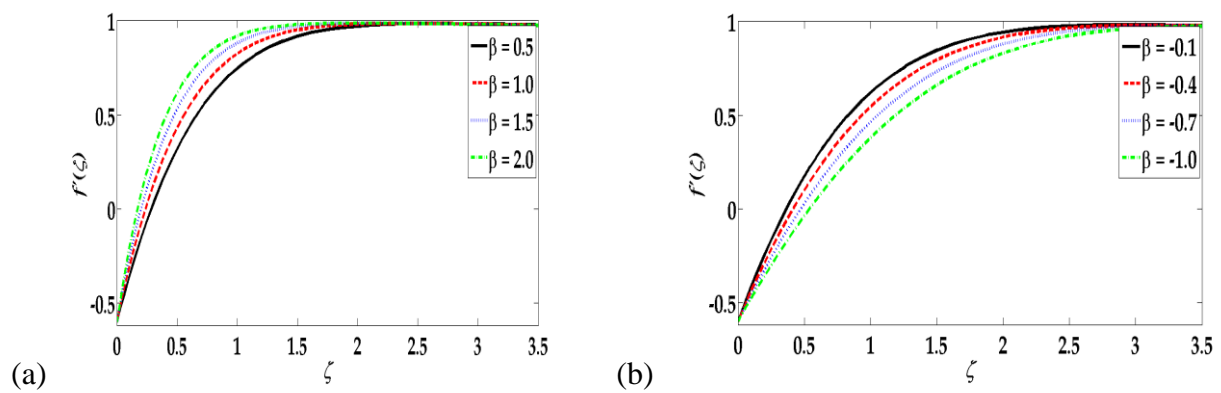 1
0.5
0
-0.5
f'(ζ)
β = 0.5
β = 1.0
β = 1.5
β = 2.0
0 0.5 1 1.5 2 2.5 3 3.5
ζ
(a)
1
0.5
0
-0.5
f'(ζ)
β = -0.1
β = -0.4
β = -0.7
β = -1.0
0 0.5 1 1.5 2 2.5 3 3.5
ζ
(b)